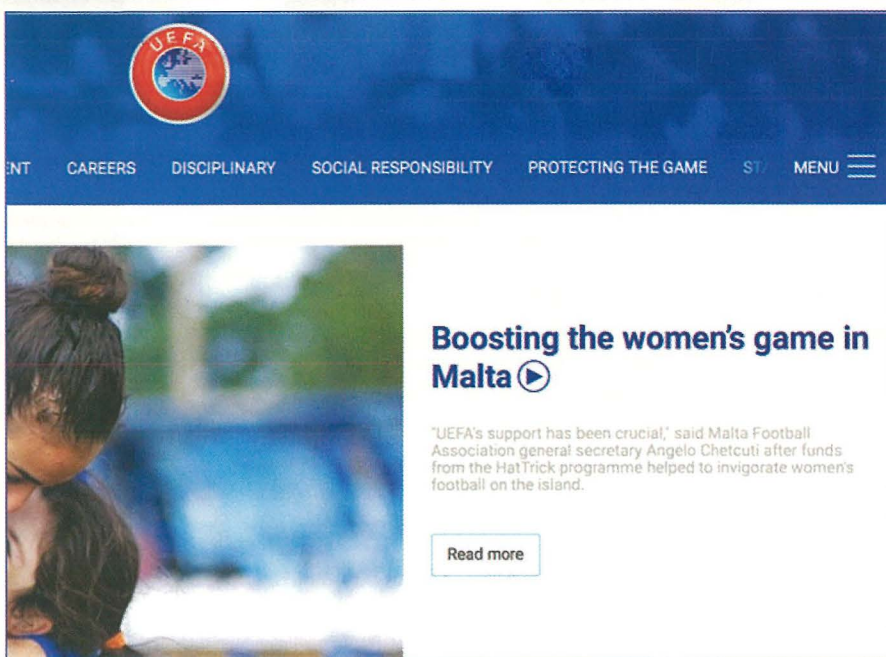 UEFA
ENT CAREERS DISCIPLINARY SOCIAL RESPONSIBILITY PROTECTING THE GAME STA MENU
Boosting the women's game in
Malta
"UEFA's support has been crucial," said Malta Football
Association general secretary Angelo Chetcuti after funds
from the HatTrick programme helped to invigorate women's
football on the island.
Read more